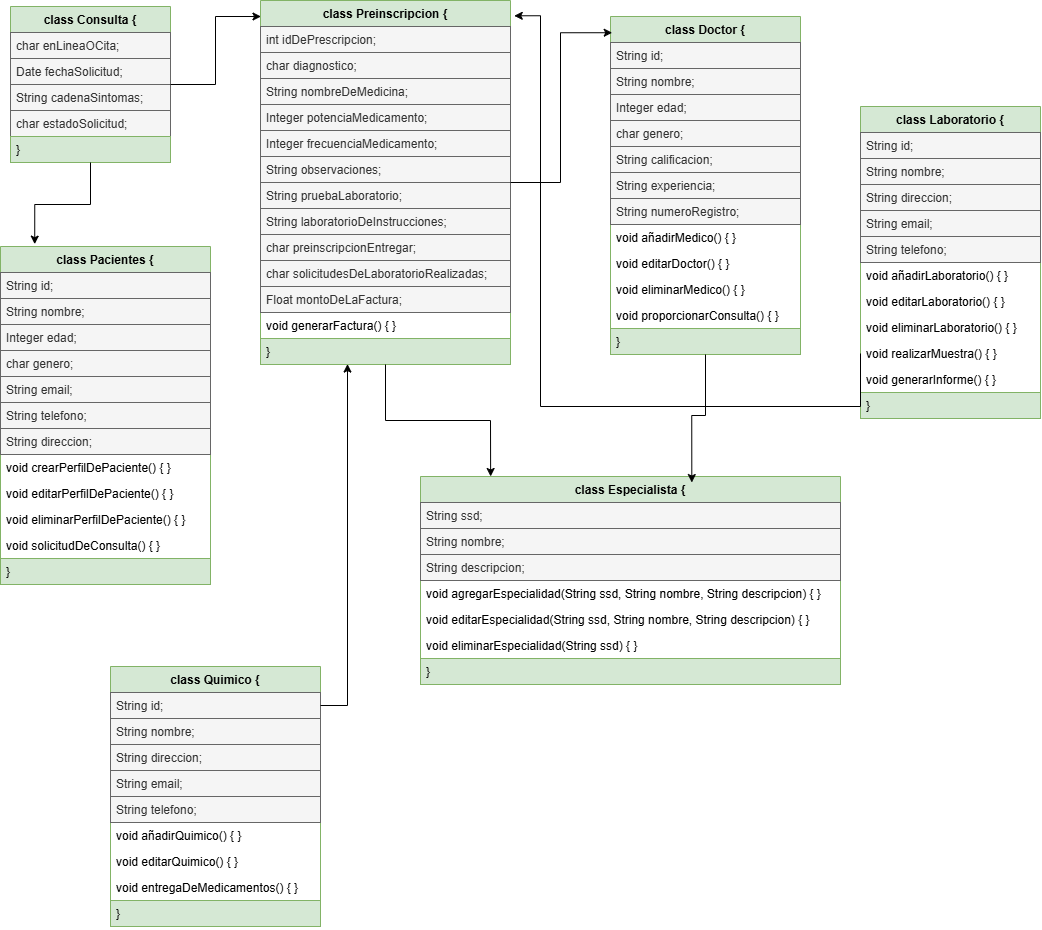 class Consulta {
char enLineaOCita;
Date fechaSolicitud;
String cadenaSintomas;
char estadoSolicitud;
}
class Preinscripcion {
int idDePrescripcion;
char diagnostico;
String nombreDeMedicina;
Integer potenciaMedicamento;
Integer frecuenciaMedicamento;
String observaciones;
String pruebaLaboratorio;
String laboratorioDeInstrucciones;
char preinscripcionEntregar;
char solicitudesDeLaboratorioRealizadas;
Float montoDeLaFactura;
void generarFactura() { }
}
class Doctor {
String id;
String nombre;
Integer edad;
char genero;
String calificacion;
String experiencia;
String numeroRegistro;
void añadirMedico() { }
void editarDoctor() { }
void eliminarMedico() { }
void proporcionarConsulta() { }
}
class Laboratorio {
String id;
String nombre;
String direccion;
String email;
String telefono;
void añadirLaboratorio() { }
void editarLaboratorio() { }
void eliminarLaboratorio() { }
void realizarMuestra() { }
void generarInforme() { }
}
class Pacientes {
String id;
String nombre;
Integer edad;
char genero;
String email;
String telefono;
String direccion;
void crearPerfilDePaciente() { }
void editarPerfilDePaciente() { }
void eliminarPerfilDePaciente() { }
void solicitudDeConsulta() { }
}
class Especialista {
String ssd;
String nombre;
String descripcion;
void agregarEspecialidad(String ssd, String nombre, String descripcion) { }
void editarEspecialidad(String ssd, String nombre, String descripcion) { }
void eliminarEspecialidad(String ssd) { }
}
class Quimico {
String id;
String nombre;
String direccion;
String email;
String telefono;
void añadirQuimico() { }
void editarQuimico() { }
void entregaDeMedicamentos() { }
}